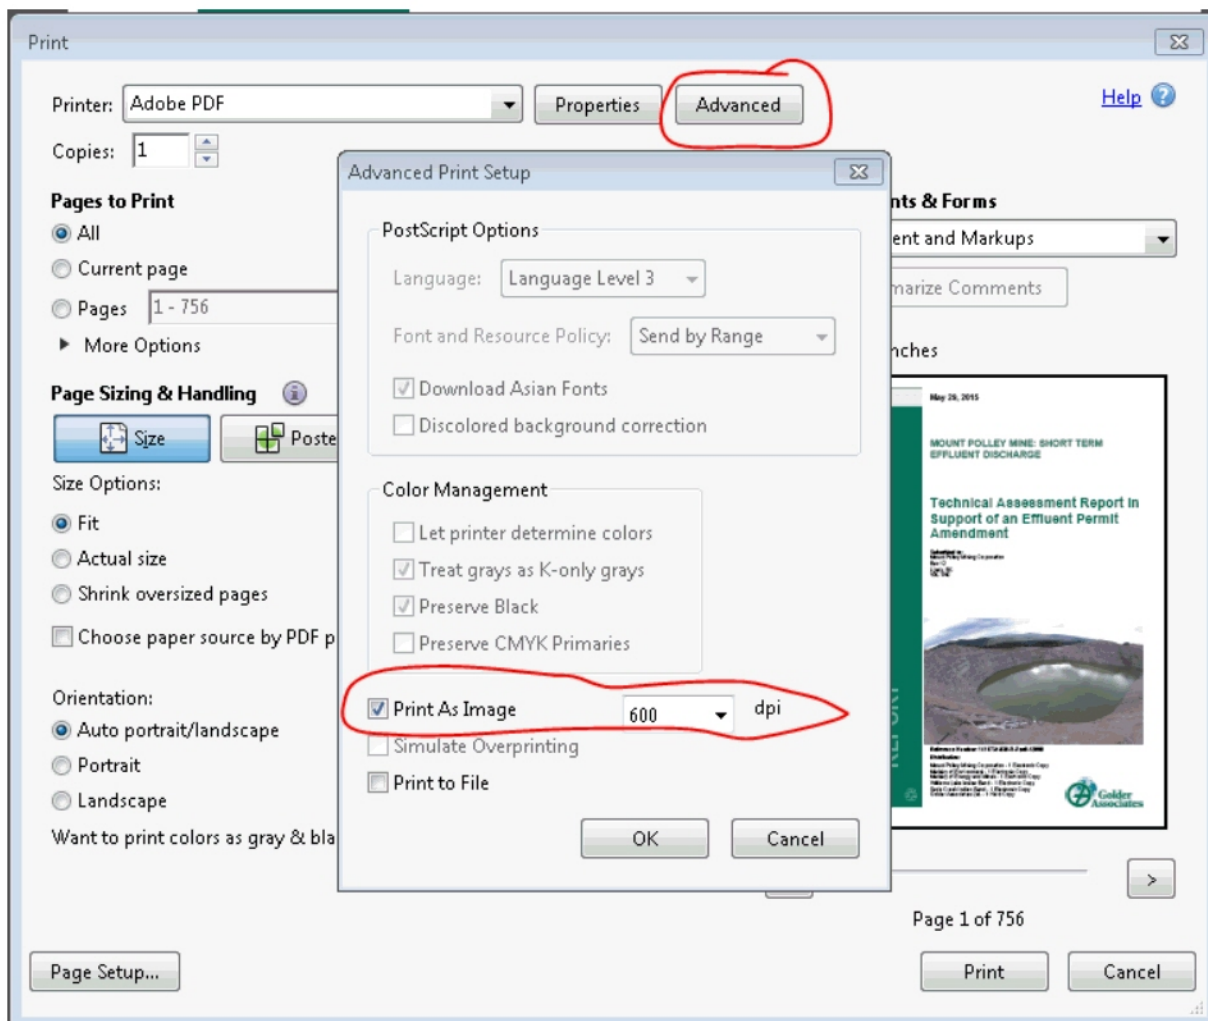 Print
Printer: Adobe PDF Properties Advanced Help
Copies: 1
Pages to Print
All
Current page
Pages 1 - 756
More Options
Page Sizing & Handling
Size Poste
Size Options:
Fit
Actual size
Shrink oversized pages
Choose paper source by PDF p
Orientation:
Auto portrait/landscape
Portrait
Landscape
Want to print colors as gray & bla
Advanced Print Setup
PostScript Options
Language: Language Level 3
Font and Resource Policy: Send by Range
Download Asian Fonts
Discolored background correction
Color Management
Let printer determine colors
Treat grays as K-only grays
Preserve Black
Preserve CMYK Primaries
Print As Image 600 dpi
Simulate Overprinting
Print to File
OK Cancel
nts & Forms
ent and Markups
marize Comments
nches
May 29, 2015
MOUNT POLLEY MINE: SHORT TERM
EFFLUENT DISCHARGE
Technical Assessment Report in
Support of an Effluent Permit
Amendment
REPORT
Golder
Associates
>
Page 1 of 756
Page Setup... Print Cancel